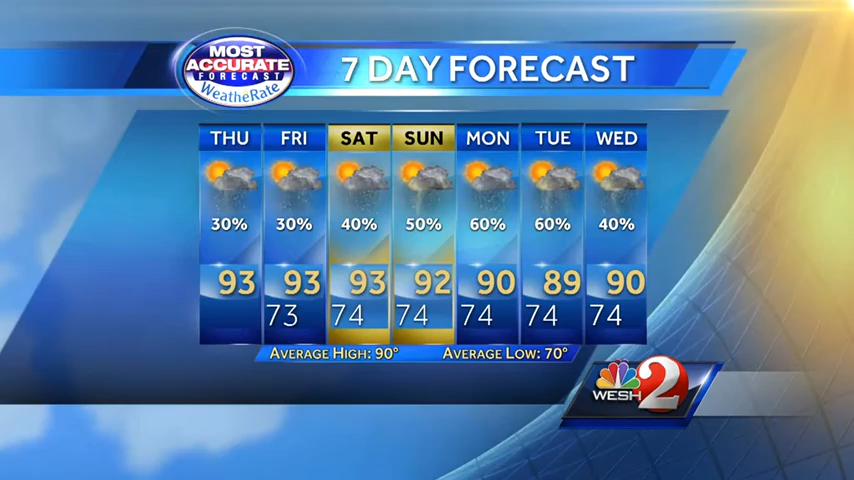 MOST
ACCURATE
FORECAST
WeatheRate
7 DAY FORECAST
THU FRI SAT SUN MON TUE WED
30% 30% 40% 50% 60% 60% 40%
93 93 93 92 90 89 90
73 74 74 74 74 74
AVERAGE HIGH: 90° AVERAGE LOW: 70°
WESH 2